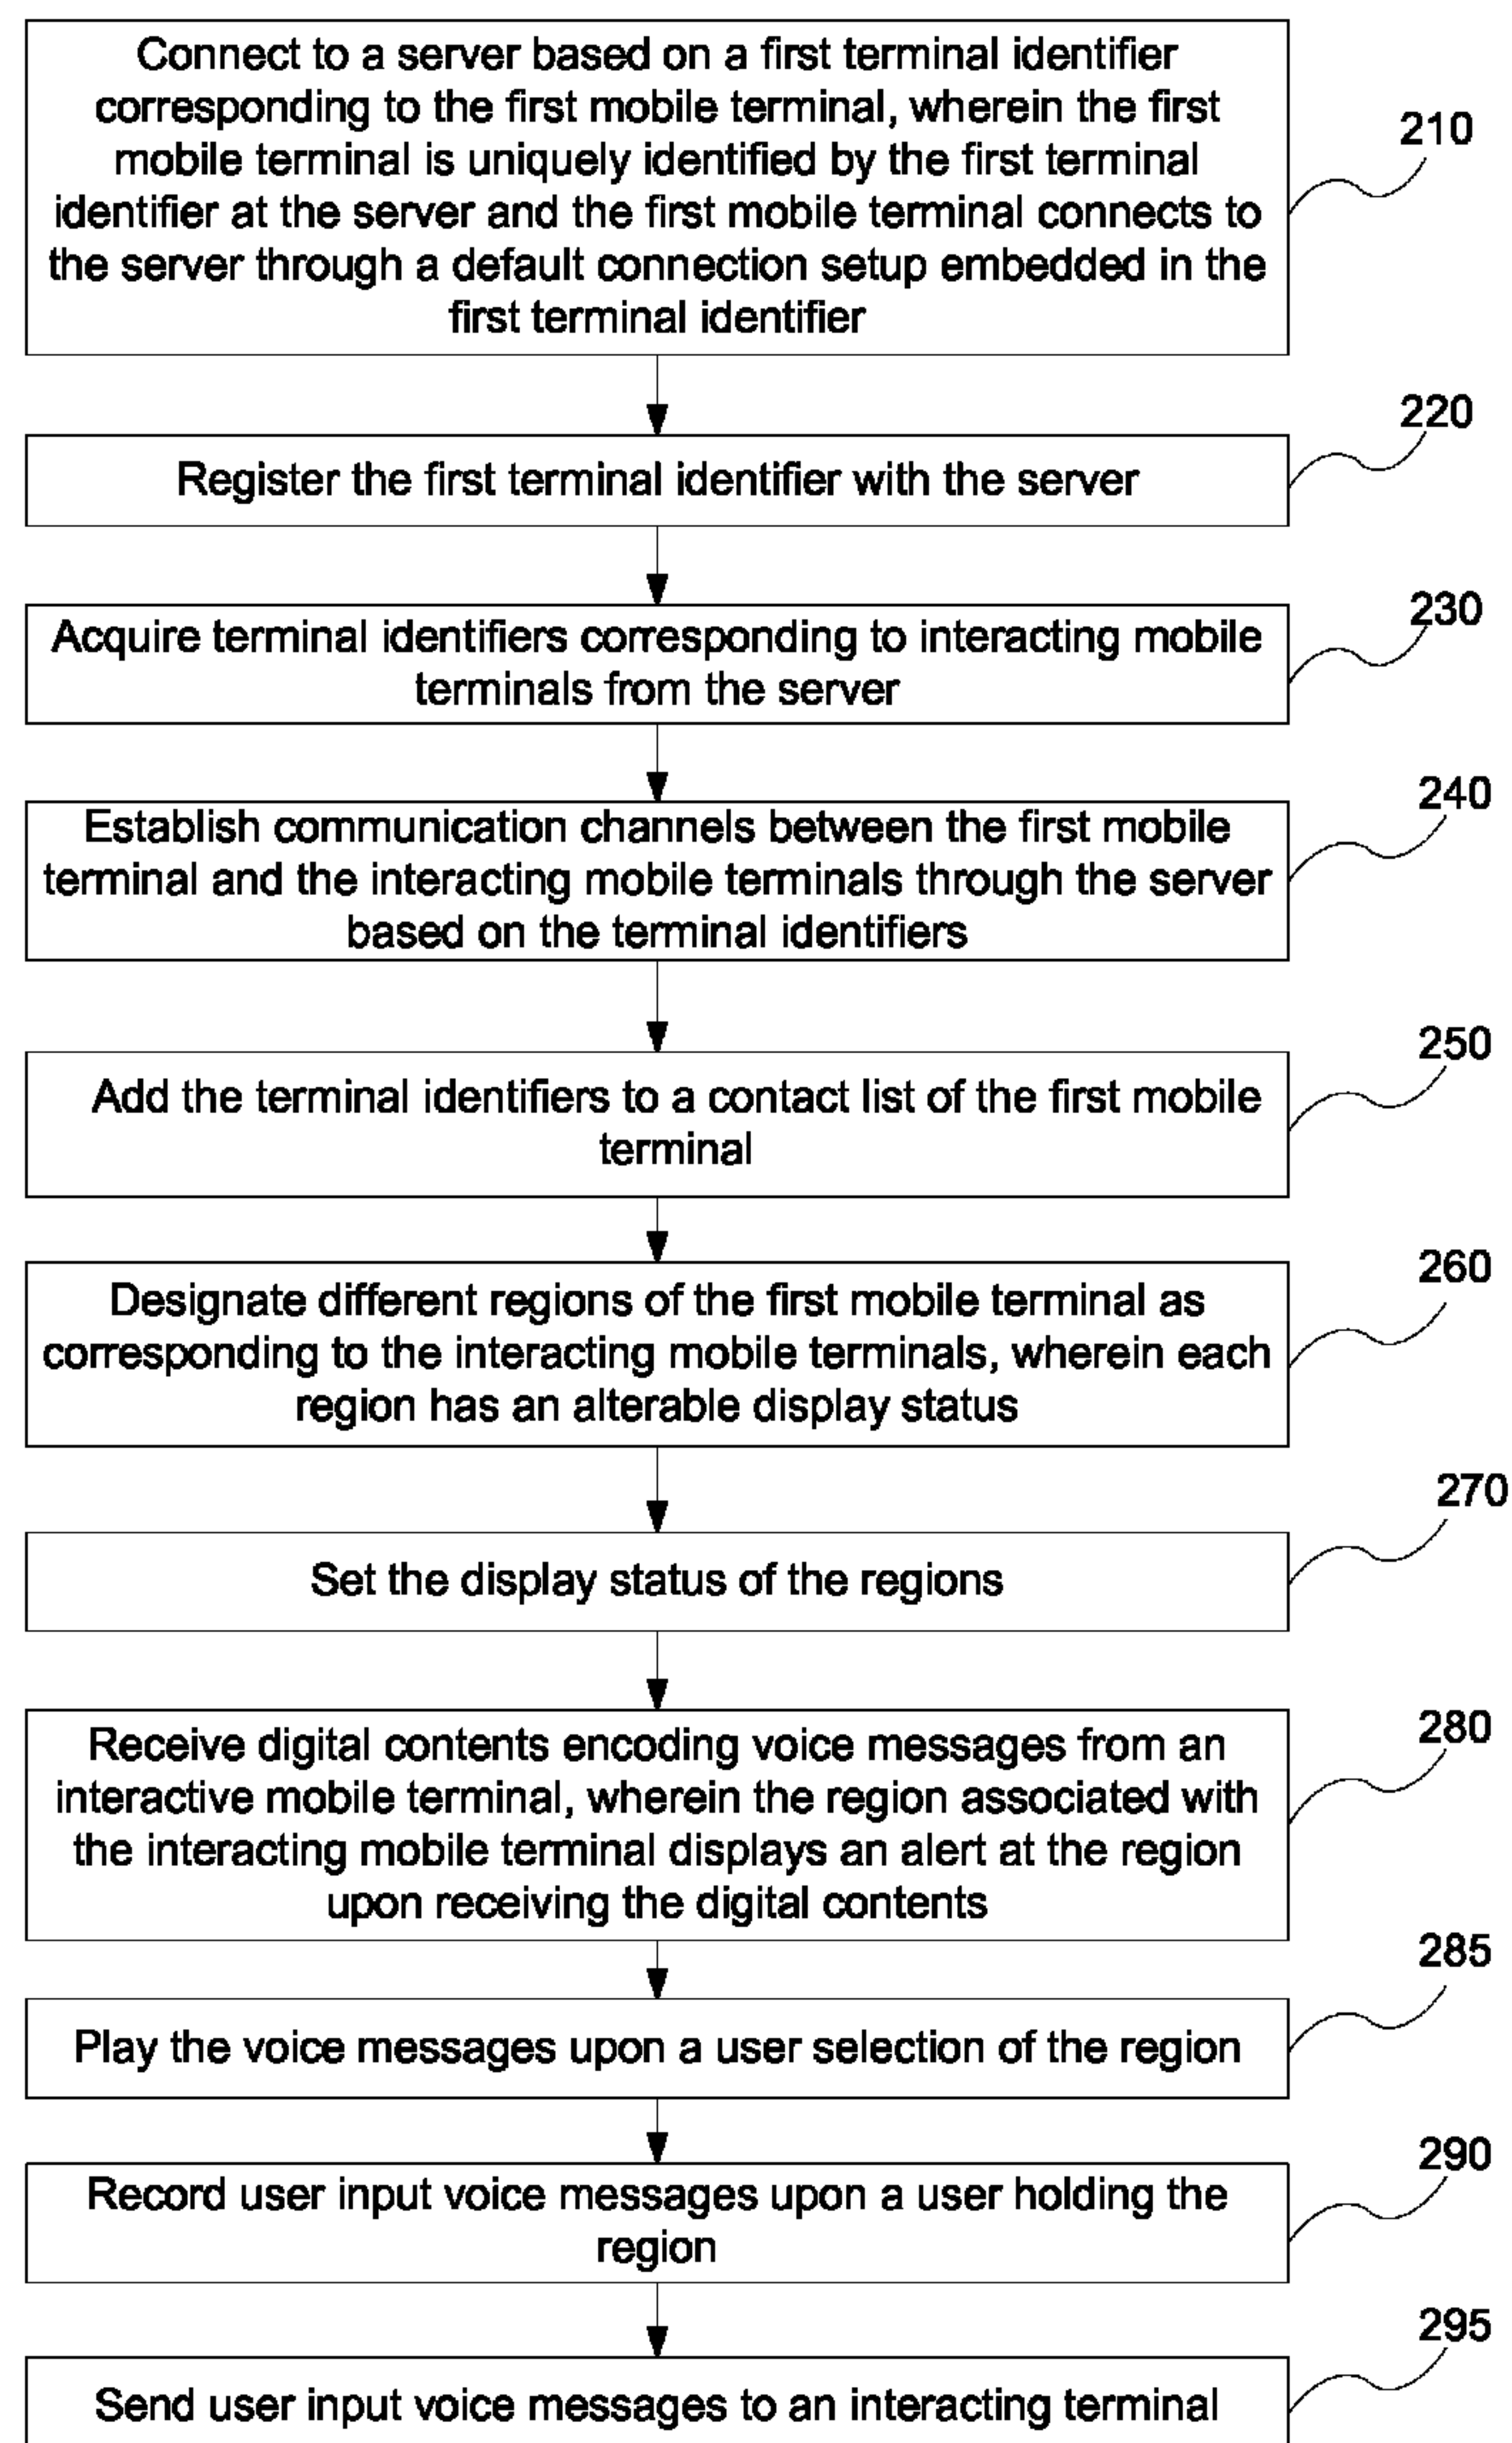 Connect to a server based on a first terminal identifier
corresponding to the first mobile terminal, wherein the first
mobile terminal is uniquely identified by the first terminal
identifier at the server and the first mobile terminal connects to
the server through a default connection setup embedded in the
first terminal identifier
210
Register the first terminal identifier with the server
220
Acquire terminal identifiers corresponding to interacting mobile
terminals from the server
230
Establish communication channels between the first mobile
terminal and the interacting mobile terminals through the server
based on the terminal identifiers
240
Add the terminal identifiers to a contact list of the first mobile
terminal
250
Designate different regions of the first mobile terminal as
corresponding to the interacting mobile terminals, wherein each
region has an alterable display status
260
Set the display status of the regions
270
Receive digital contents encoding voice messages from an
interactive mobile terminal, wherein the region associated with
the interacting mobile terminal displays an alert at the region
upon receiving the digital contents
280
Play the voice messages upon a user selection of the region
285
Record user input voice messages upon a user holding the
region
290
Send user input voice messages to an interacting terminal
295